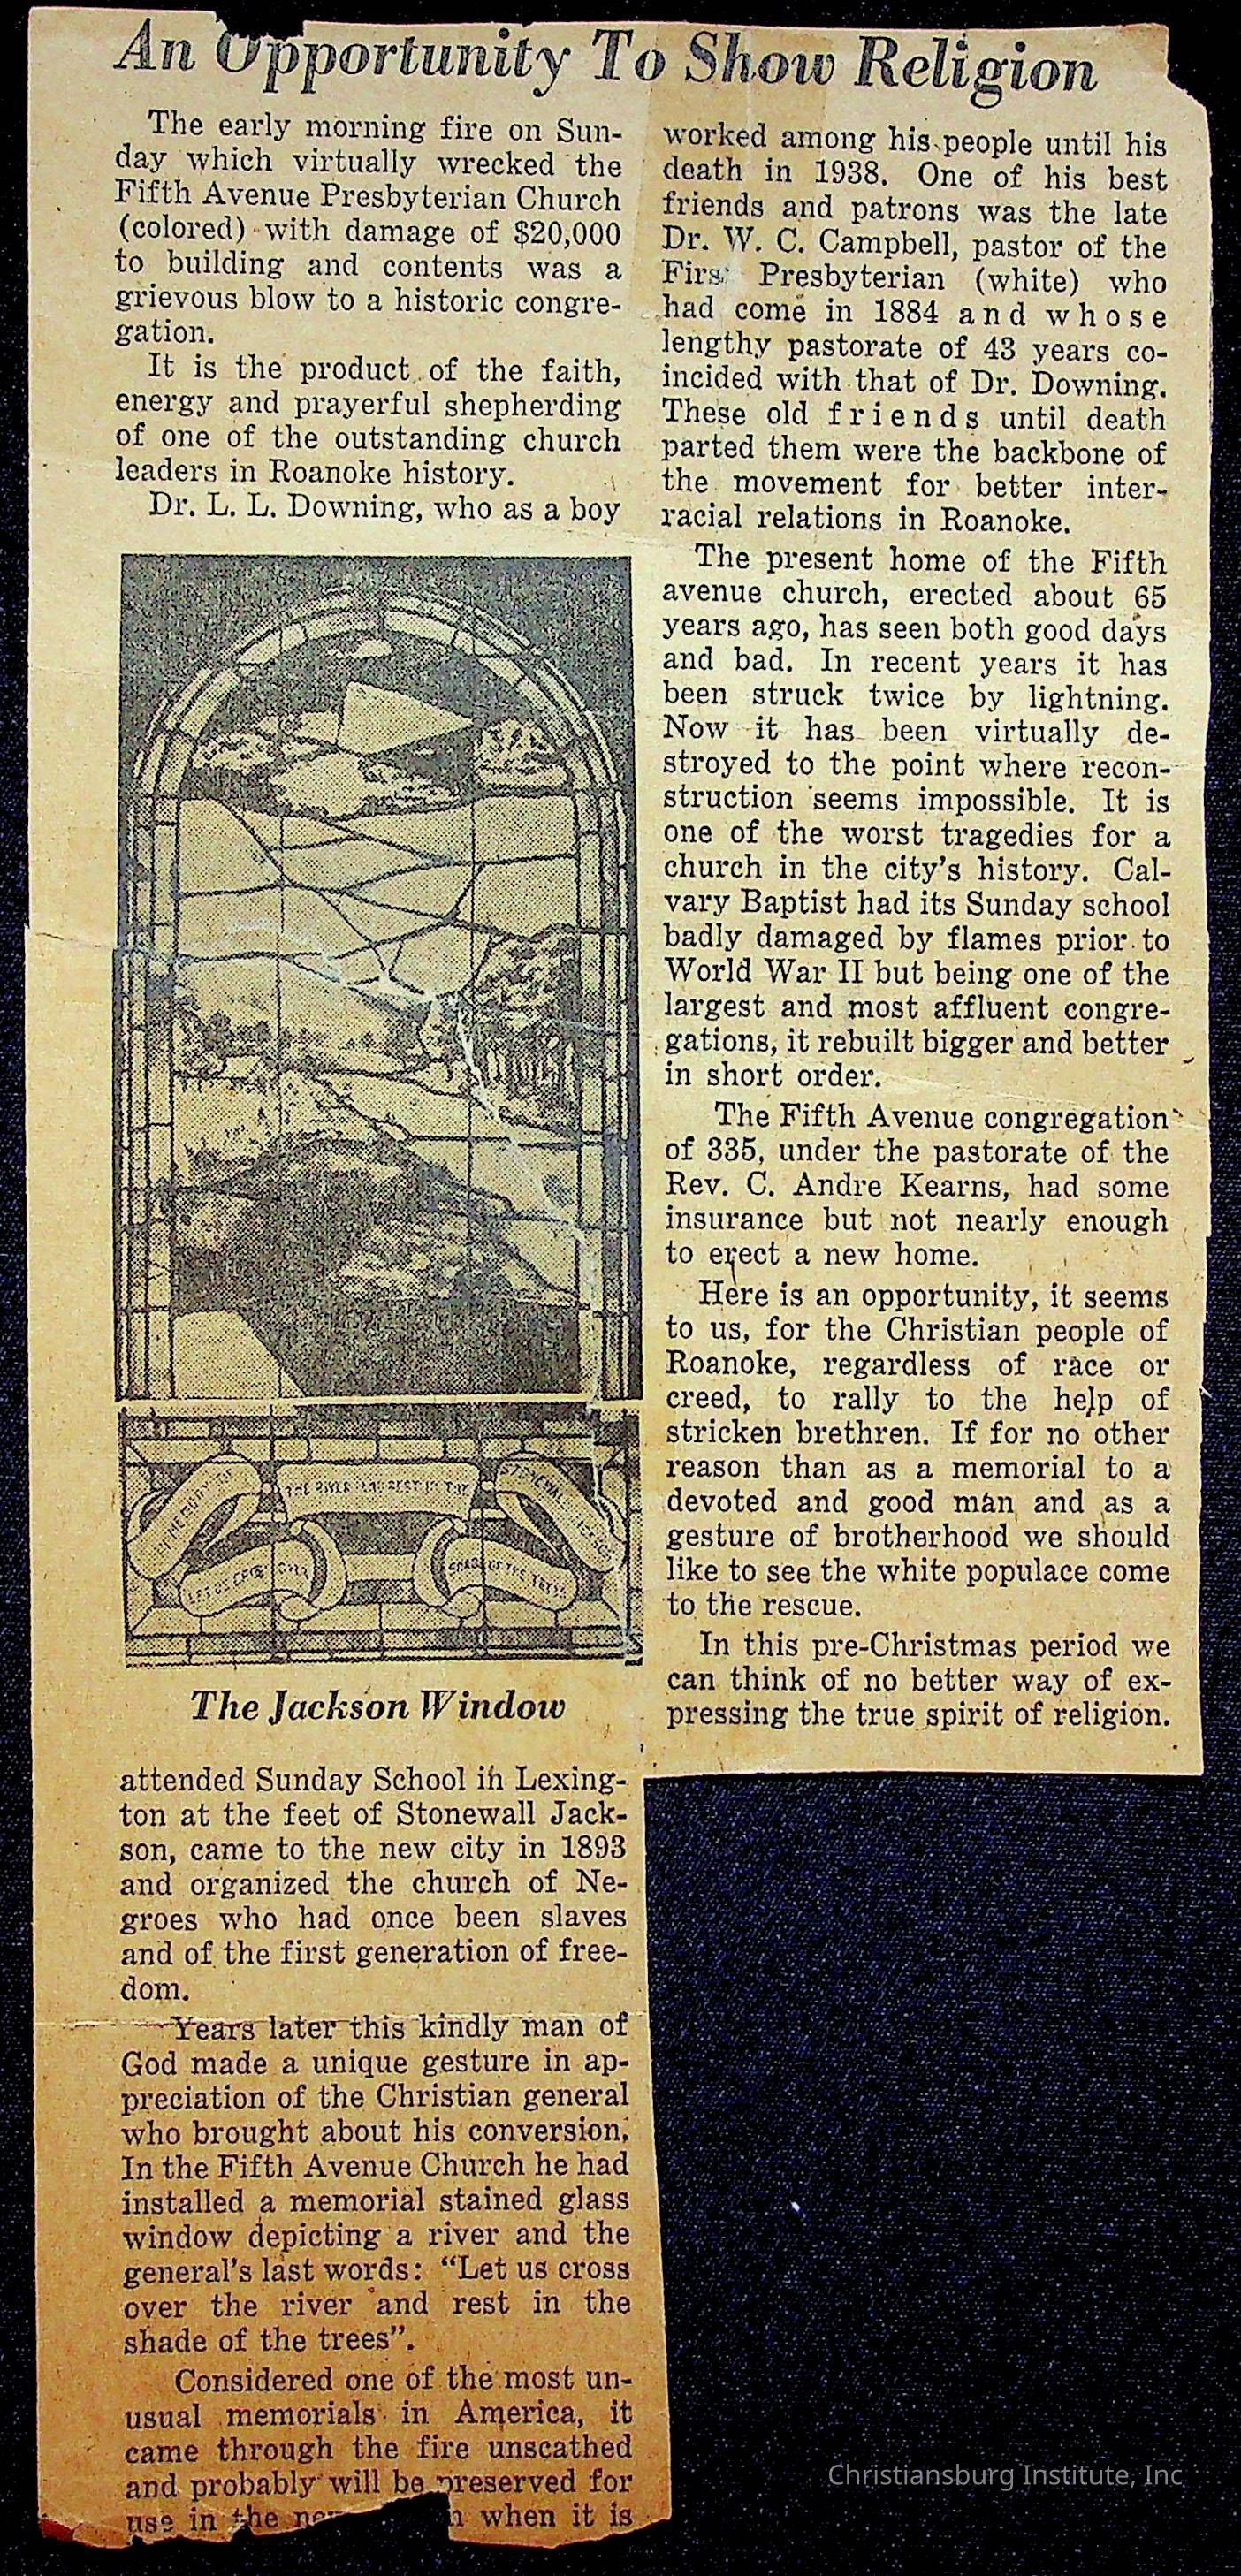 An Opportunity To Show Religion
The early morning fire on Sun-
day which virtually wrecked the
Fifth Avenue Presbyterian Church
(colored) with damage of $20,000
to building and contents was a
grievous blow to a historic congre-
gation.
It is the product of the faith,
energy and prayerful shepherding
of one of the outstanding church
leaders in Roanoke history.
Dr. L. L. Downing, who as a boy
THE RIVER AND REST IN THE
STONEWALL JACKSON
LET US CROSS OVER
SHADE OF THE TREES
The Jackson Window
attended Sunday School in Lexing-
ton at the feet of Stonewall Jack-
son, came to the new city in 1893
and organized the church of Ne-
groes who had once been slaves
and of the first generation of free-
dom.
Years later this kindly man of
God made a unique gesture in ap-
preciation of the Christian general
who brought about his conversion.
In the Fifth Avenue Church he had
installed a memorial stained glass
window depicting a river and the
general's last words: "Let us cross
over the river and rest in the
shade of the trees".
Considered one of the most un-
usual memorials in America, it
came through the fire unscathed
and probably will be preserved for
use in the when it is
worked among his people until his
death in 1938. One of his best
friends and patrons was the late
Dr. W. C. Campbell, pastor of the
First Presbyterian (white) who
had come in 1884 and whose
lengthy pastorate of 43 years co-
incided with that of Dr. Downing.
These old friends until death
parted them were the backbone of
the movement for better inter-
racial relations in Roanoke.
The present home of the Fifth
avenue church, erected about 65
years ago, has seen both good days
and bad. In recent years it has
been struck twice by lightning.
Now it has been virtually de-
stroyed to the point where recon-
struction seems impossible. It is
one of the worst tragedies for a
church in the city's history. Cal-
vary Baptist had its Sunday school
badly damaged by flames prior to
World War II but being one of the
largest and most affluent congre-
gations, it rebuilt bigger and better
in short order.
The Fifth Avenue congregation
of 335, under the pastorate of the
Rev. C. Andre Kearns, had some
insurance but not nearly enough
to erect a new home.
Here is an opportunity, it seems
to us, for the Christian people of
Roanoke, regardless of race or
creed, to rally to the help of
stricken brethren. If for no other
reason than as a memorial to a
devoted and good man and as a
gesture of brotherhood we should
like to see the white populace come
to the rescue.
In this pre-Christmas period we
can think of no better way of ex-
pressing the true spirit of religion.
Christiansburg Institute, Inc